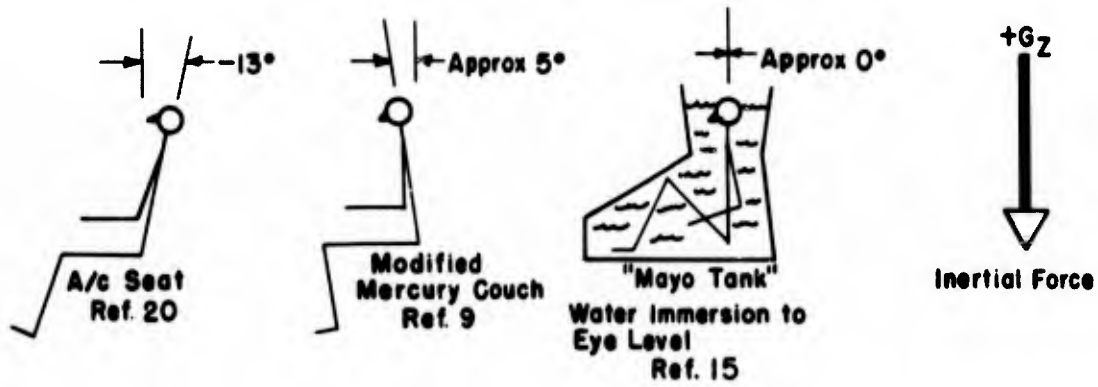 -13°
Approx 5°
Approx 0°
+Gz
A/c Seat
Ref. 20
Modified
Mercury Couch
Ref. 9
"Mayo Tank"
Water Immersion to
Eye Level
Ref. 15
Inertial Force